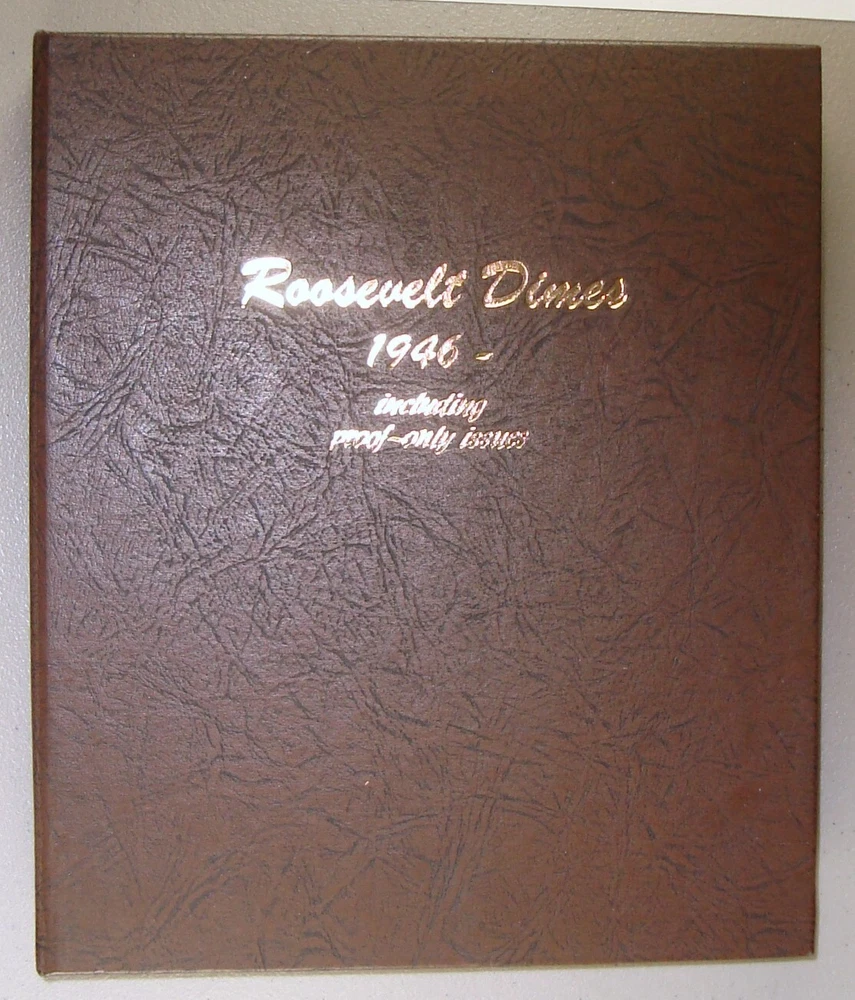 Roosevelt Dimes
1946 -
including
proof-only issues